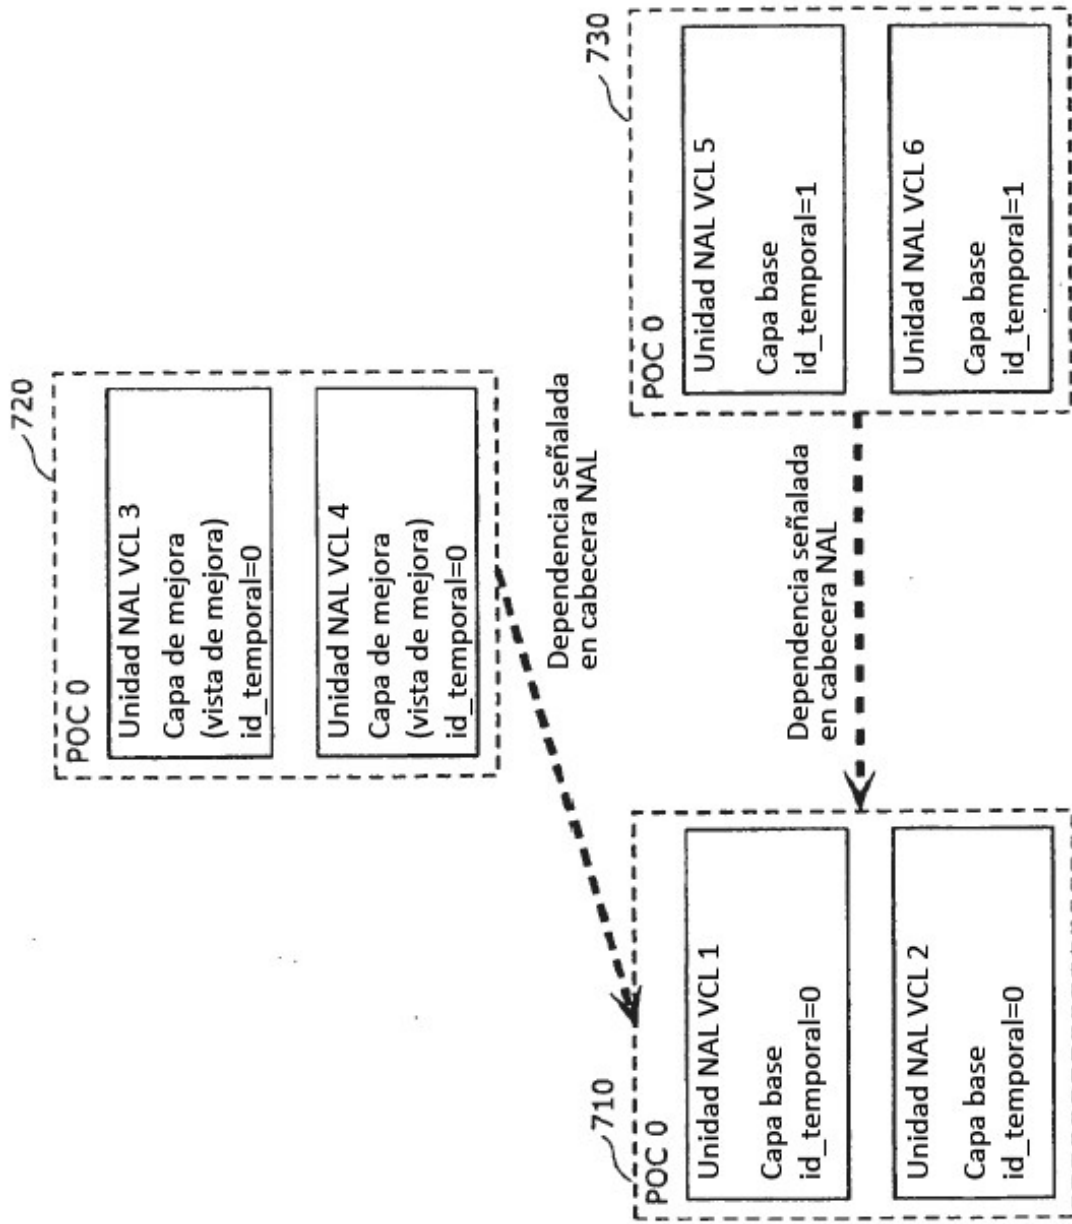 720
POC 0
Unidad NAL VCL 3
Capa de mejora
(vista de mejora)
id_temporal=0
Unidad NAL VCL 4
Capa de mejora
(vista de mejora)
id_temporal=0
Dependencia señalada
en cabecera NAL
710
POC 0
Unidad NAL VCL 1
Capa base
id_temporal=0
Unidad NAL VCL 2
Capa base
id_temporal=0
Dependencia señalada
en cabecera NAL
730
POC 0
Unidad NAL VCL 5
Capa base
id_temporal=1
Unidad NAL VCL 6
Capa base
id_temporal=1